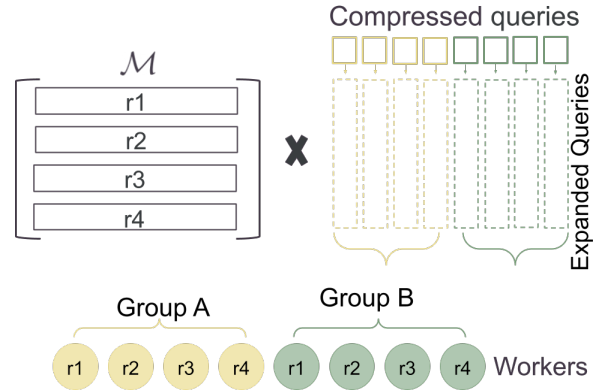 Compressed queries
M
r1
r2
r3
r4
x
Expanded Queries
Group A
Group B
r1 r2 r3 r4 r1 r2 r3 r4 Workers